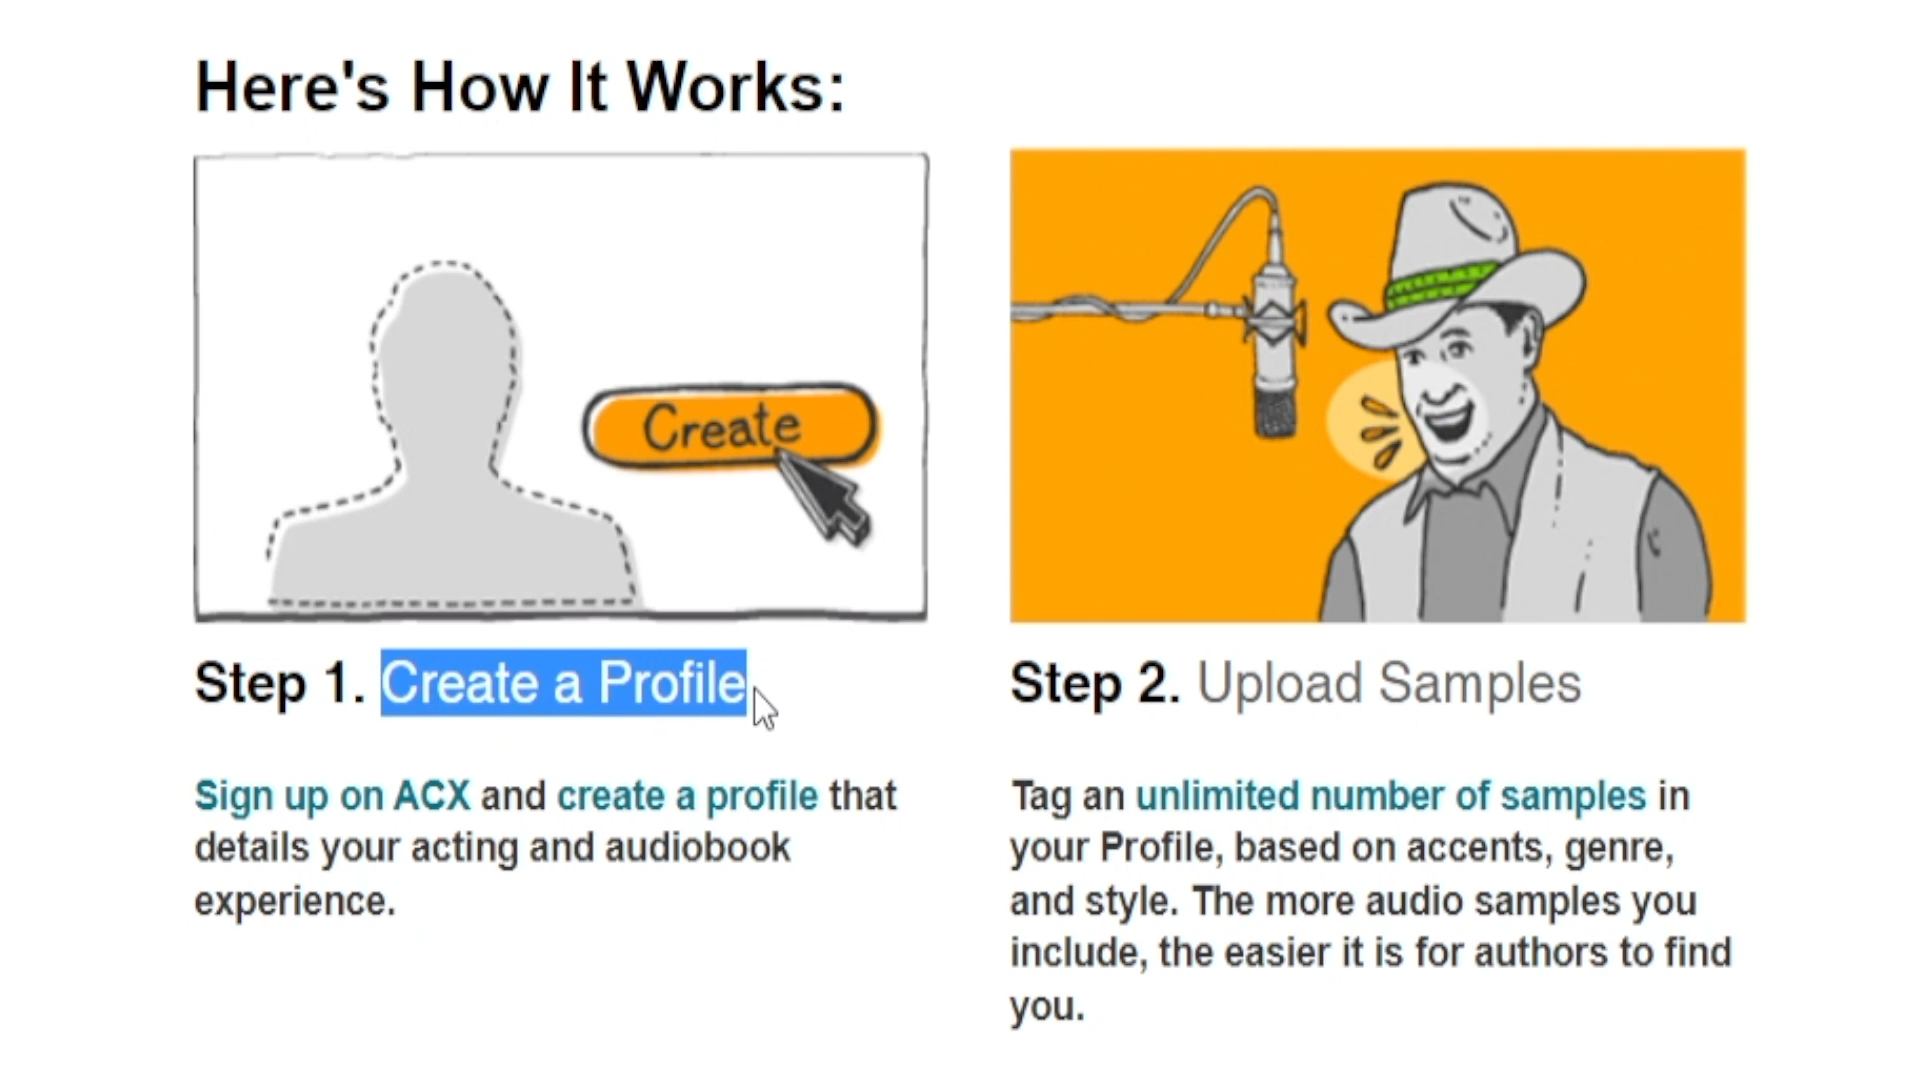 Here's How It Works:
Create
Step 1. Create a Profile
Sign up on ACX and create a profile that
details your acting and audiobook
experience.
Step 2. Upload Samples
Tag an unlimited number of samples in
your Profile, based on accents, genre,
and style. The more audio samples you
include, the easier it is for authors to find
you.